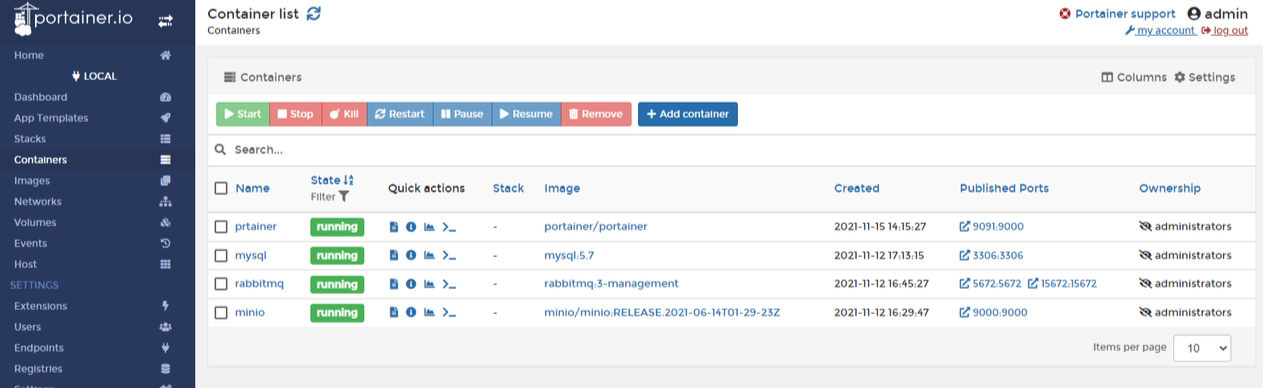 portainer.io
Home
LOCAL
Dashboard
App Templates
Stacks
Containers
Images
Networks
Volumes
Events
Host
SETTINGS
Extensions
Users
Endpoints
Registries
Settings
Container list
Containers
Portainer support admin
my account log out
Containers
Columns Settings
Start Stop Kill Restart Pause Resume Remove + Add container
Search...
Name State Filter Quick actions Stack Image Created Published Ports Ownership
prtainer running - portainer/portainer 2021-11-15 14:15:27 9091:9000 administrators
mysql running - mysql:5.7 2021-11-12 17:13:15 3306:3306 administrators
rabbitmq running - rabbitmq:3-management 2021-11-12 16:45:27 5672:5672 15672:15672 administrators
minio running - minio/minio:RELEASE.2021-06-14T01-29-23Z 2021-11-12 16:29:47 9000:9000 administrators
Items per page 10